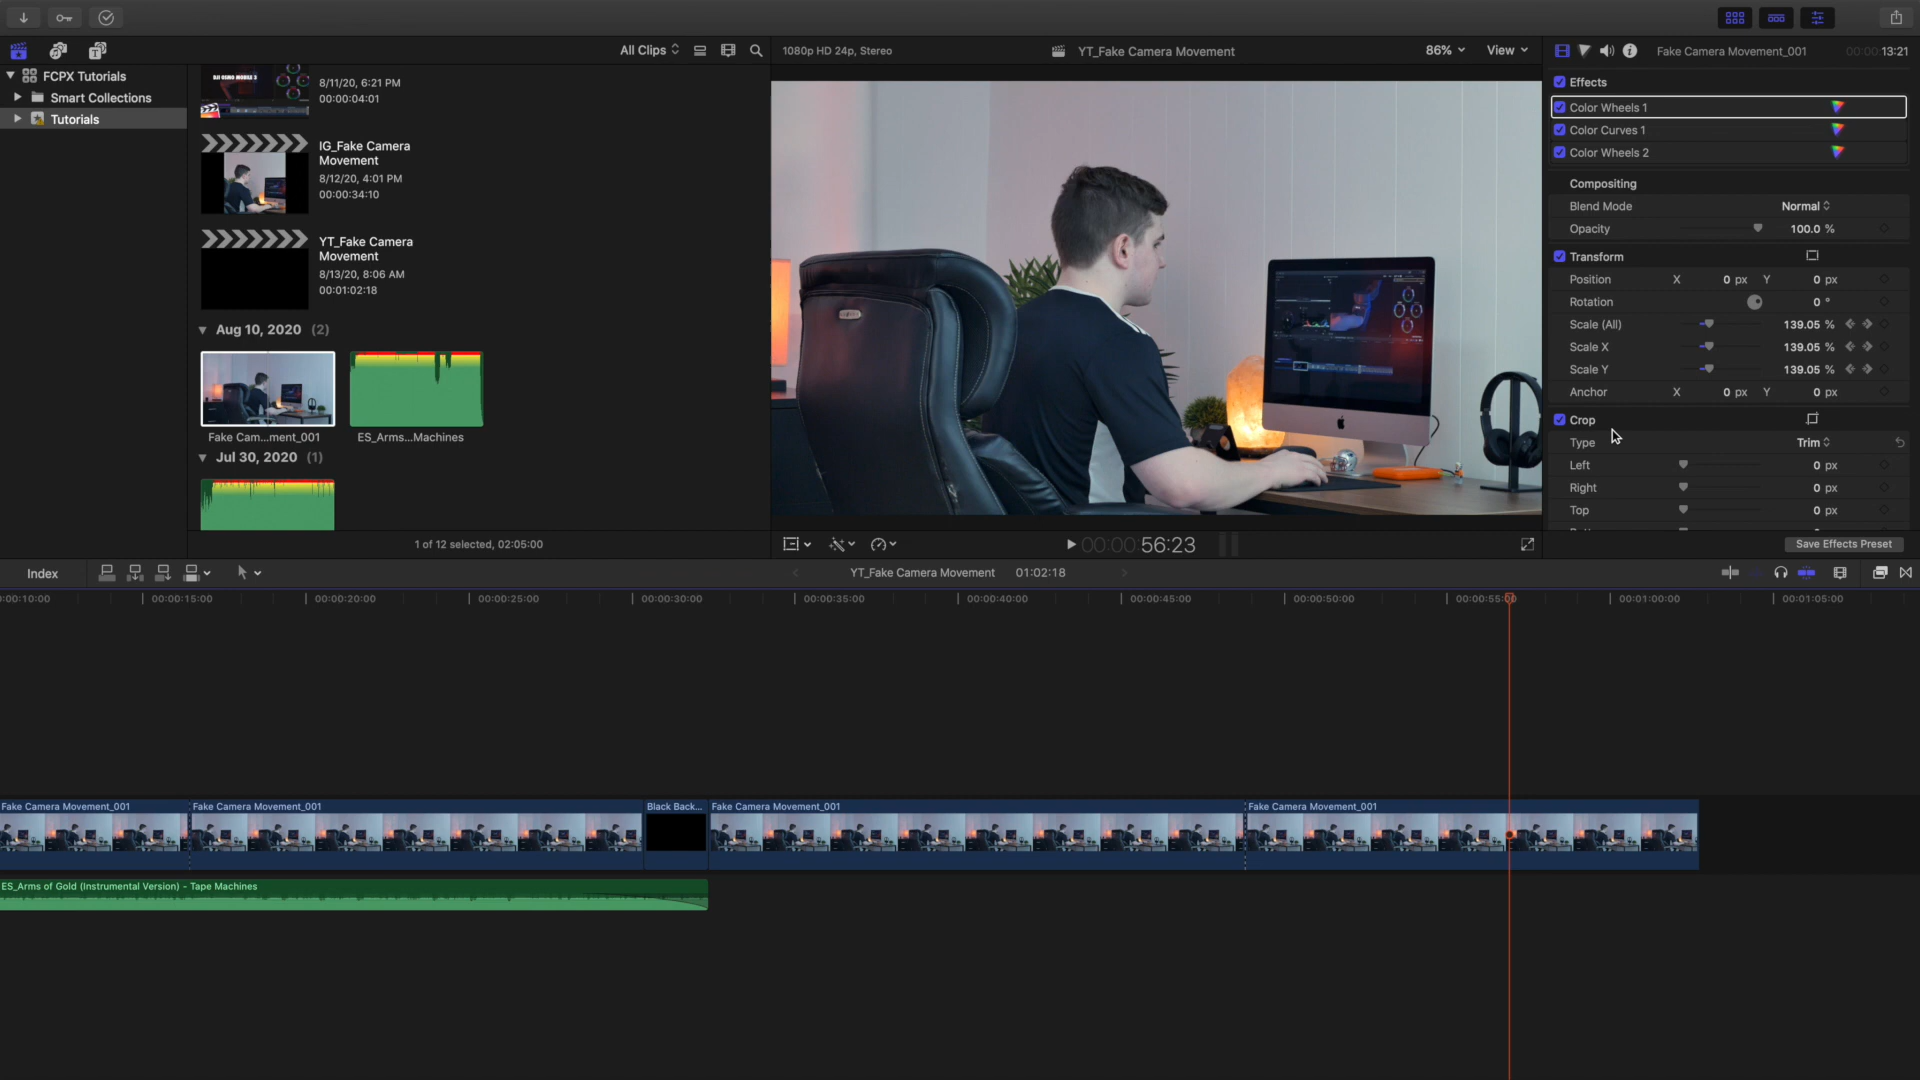 All Clips
1080p HD 24p, Stereo
YT_Fake Camera Movement
86%
View
Fake Camera Movement_001
00:00:13:21
FCPX Tutorials
Smart Collections
Tutorials
DJI OSMO MOBILE 3
8/11/20, 6:21 PM
00:00:04:01
IG_Fake Camera
Movement
8/12/20, 4:01 PM
00:00:34:10
YT_Fake Camera
Movement
8/13/20, 8:06 AM
00:01:02:18
Aug 10, 2020 (2)
Fake Cam...ment_001
ES_Arms...Machines
Jul 30, 2020 (1)
1 of 12 selected, 02:05:00
00:00:56:23
Effects
Color Wheels 1
Color Curves 1
Color Wheels 2
Compositing
Blend Mode Normal
Opacity 100.0 %
Transform
Position X 0 px Y 0 px
Rotation 0 °
Scale (All) 139.05 %
Scale X 139.05 %
Scale Y 139.05 %
Anchor X 0 px Y 0 px
Crop
Type Trim
Left 0 px
Right 0 px
Top 0 px
Save Effects Preset
Index
YT_Fake Camera Movement 01:02:18
:00:10:00 00:00:15:00 00:00:20:00 00:00:25:00 00:00:30:00 00:00:35:00 00:00:40:00 00:00:45:00 00:00:50:00 00:00:55:00 00:01:00:00 00:01:05:00
Fake Camera Movement_001 Fake Camera Movement_001 Black Back... Fake Camera Movement_001 Fake Camera Movement_001
ES_Arms of Gold (Instrumental Version) - Tape Machines